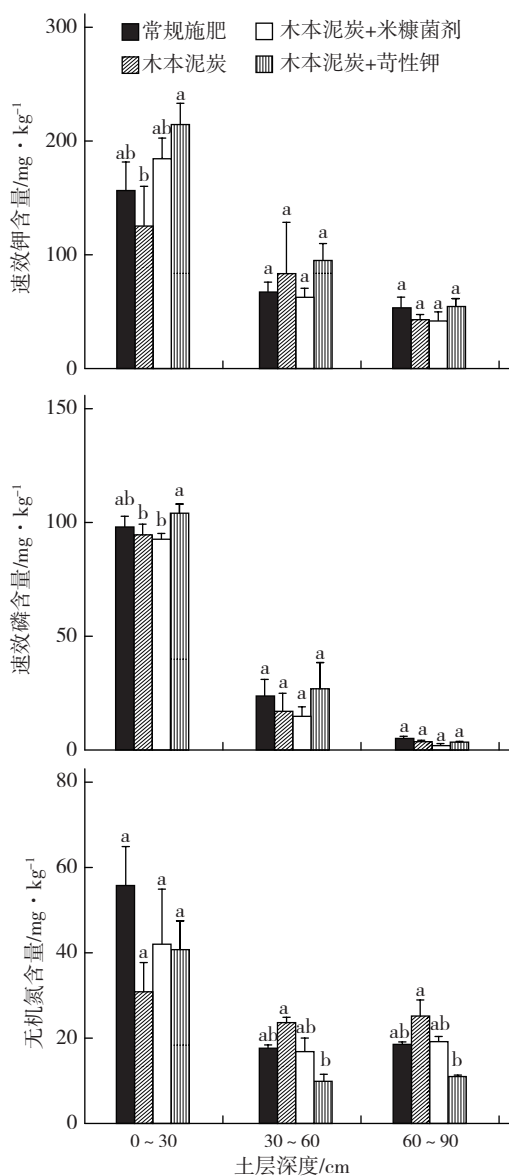 300
常规施肥 木本泥炭+米糠菌剂
木本泥炭 木本泥炭+苛性钾
ab b ab a
a a a a
a a a a
200
100
0
速效钾含量/mg·kg⁻¹
150
ab b b a
a a a a
a a a a
100
50
0
速效磷含量/mg·kg⁻¹
80
a a a a
ab a ab b
ab a ab b
60
40
20
0
无机氮含量/mg·kg⁻¹
0~30 30~60 60~90
土层深度/cm